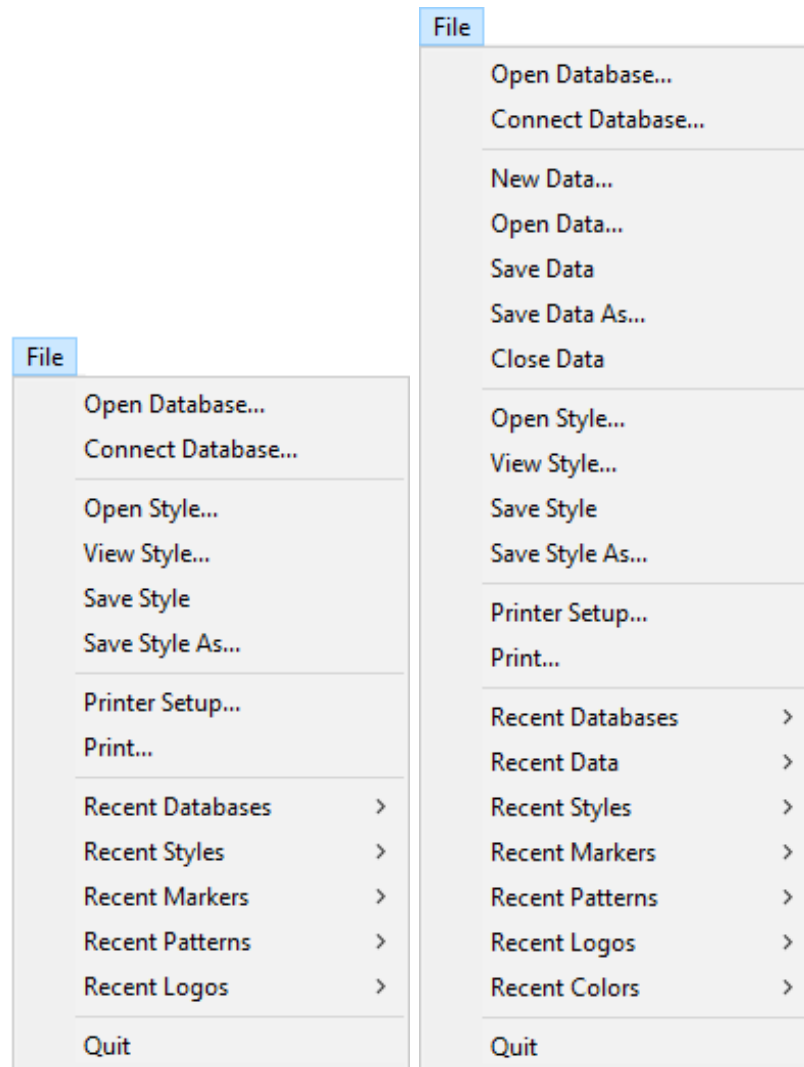 File
Open Database...
Connect Database...
Open Style...
View Style...
Save Style
Save Style As...
Printer Setup...
Print...
Recent Databases
Recent Styles
Recent Markers
Recent Patterns
Recent Logos
Quit
File
Open Database...
Connect Database...
New Data...
Open Data...
Save Data
Save Data As...
Close Data
Open Style...
View Style...
Save Style
Save Style As...
Printer Setup...
Print...
Recent Databases
Recent Data
Recent Styles
Recent Markers
Recent Patterns
Recent Logos
Recent Colors
Quit